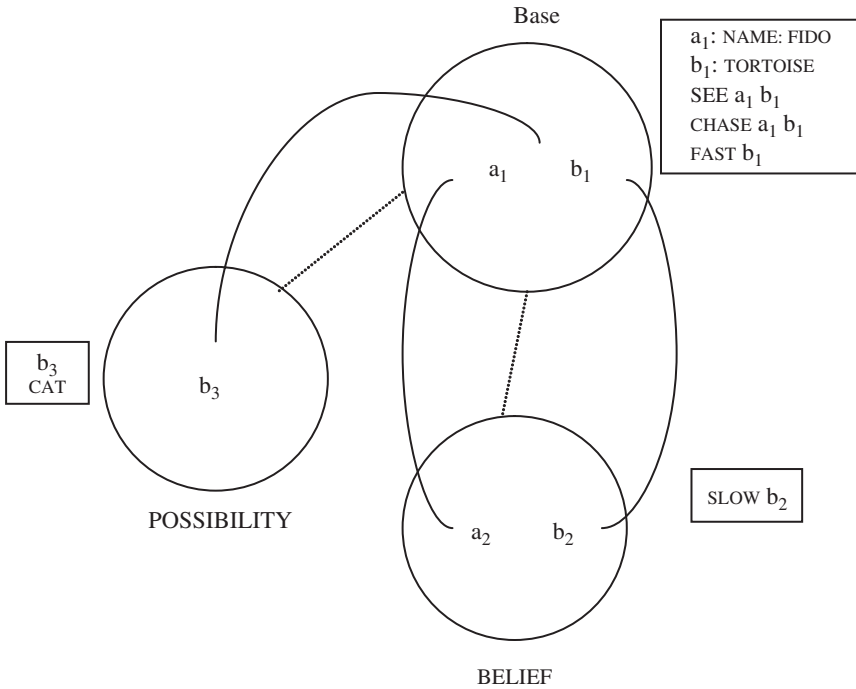 Base
a₁: NAME: FIDO
b₁: TORTOISE
SEE a₁ b₁
CHASE a₁ b₁
FAST b₁
a₁ b₁
b₃
CAT
b₃
POSSIBILITY
SLOW b₂
a₂ b₂
BELIEF